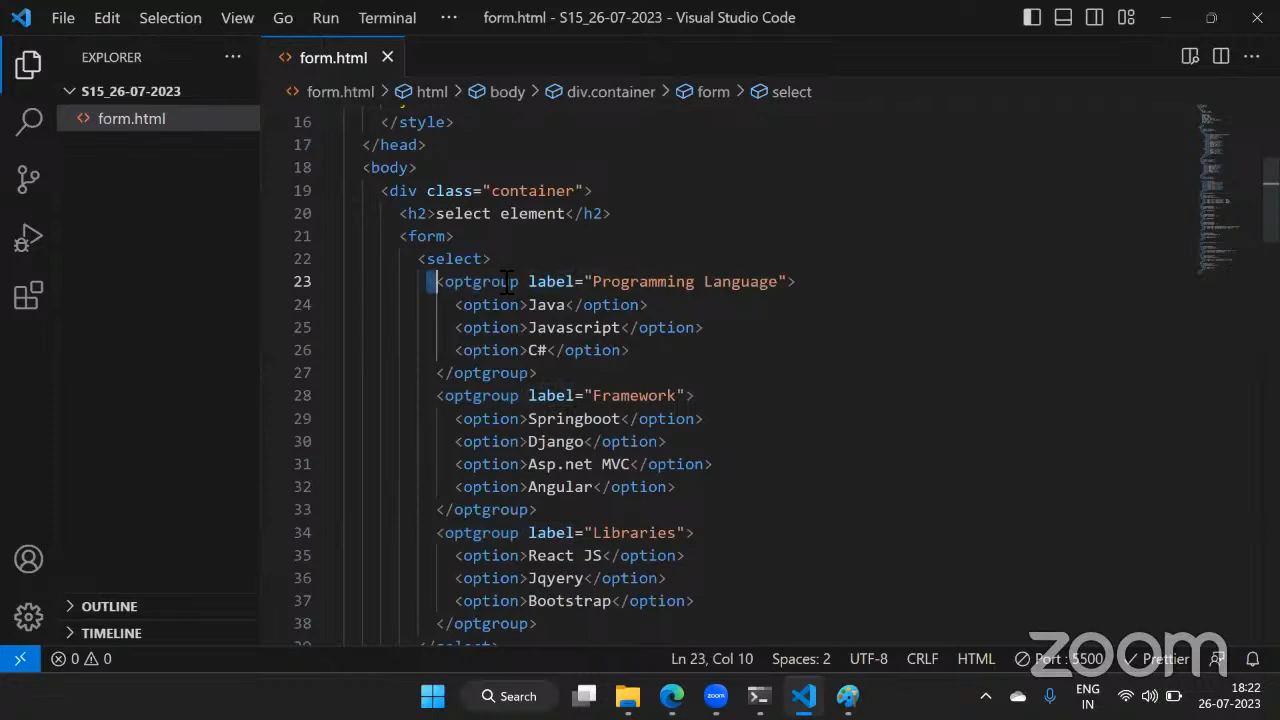 File Edit Selection View Go Run Terminal ··· form.html - S15_26-07-2023 - Visual Studio Code
EXPLORER ···
form.html
S15_26-07-2023
form.html > html > body > div.container > form > select
form.html
16 </style>
17 </head>
18 <body>
19 <div class="container">
20 <h2>select element</h2>
21 <form>
22 <select>
23 <optgroup label="Programming Language">
24 <option>Java</option>
25 <option>Javascript</option>
26 <option>C#</option>
27 </optgroup>
28 <optgroup label="Framework">
29 <option>Springboot</option>
30 <option>Django</option>
31 <option>Asp.net MVC</option>
32 <option>Angular</option>
33 </optgroup>
34 <optgroup label="Libraries">
35 <option>React JS</option>
36 <option>Jqyery</option>
37 <option>Bootstrap</option>
38 </optgroup>
39 </select>
OUTLINE
TIMELINE
zoom
0 0 Ln 23, Col 10 Spaces: 2 UTF-8 CRLF HTML Port : 5500 Prettier
Search
zoom
ENG
IN
18:22
26-07-2023